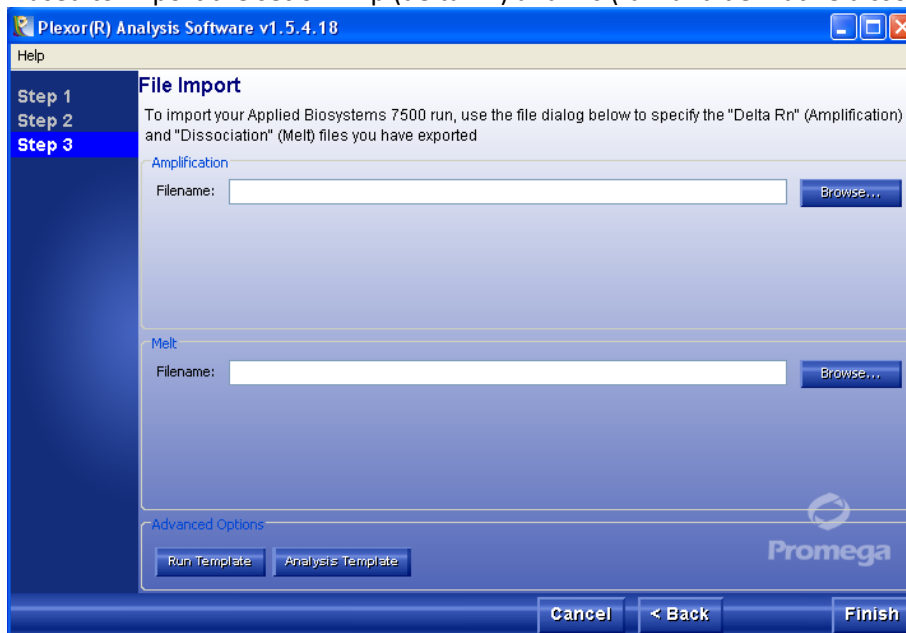 Plexor(R) Analysis Software v1.5.4.18
Help
Step 1
Step 2
Step 3
File Import
To import your Applied Biosystems 7500 run, use the file dialog below to specify the "Delta Rn" (Amplification)
and "Dissociation" (Melt) files you have exported
Amplification
Filename:
Browse...
Melt
Filename:
Browse...
Advanced Options
Run Template
Analysis Template
Promega
Cancel
< Back
Finish